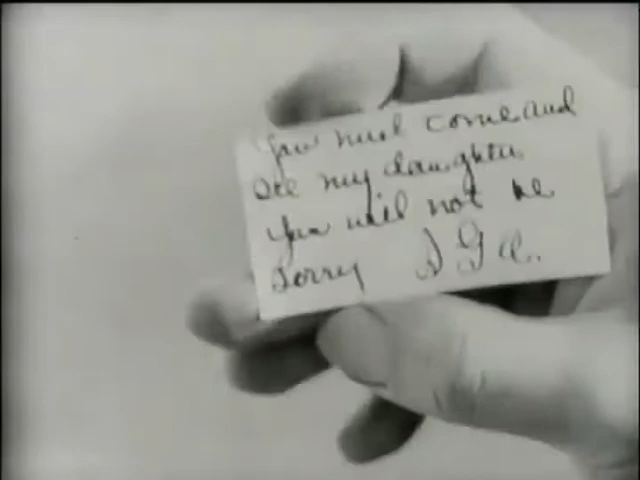 You must come and
see my daughter
You will not be
sorry J G A.